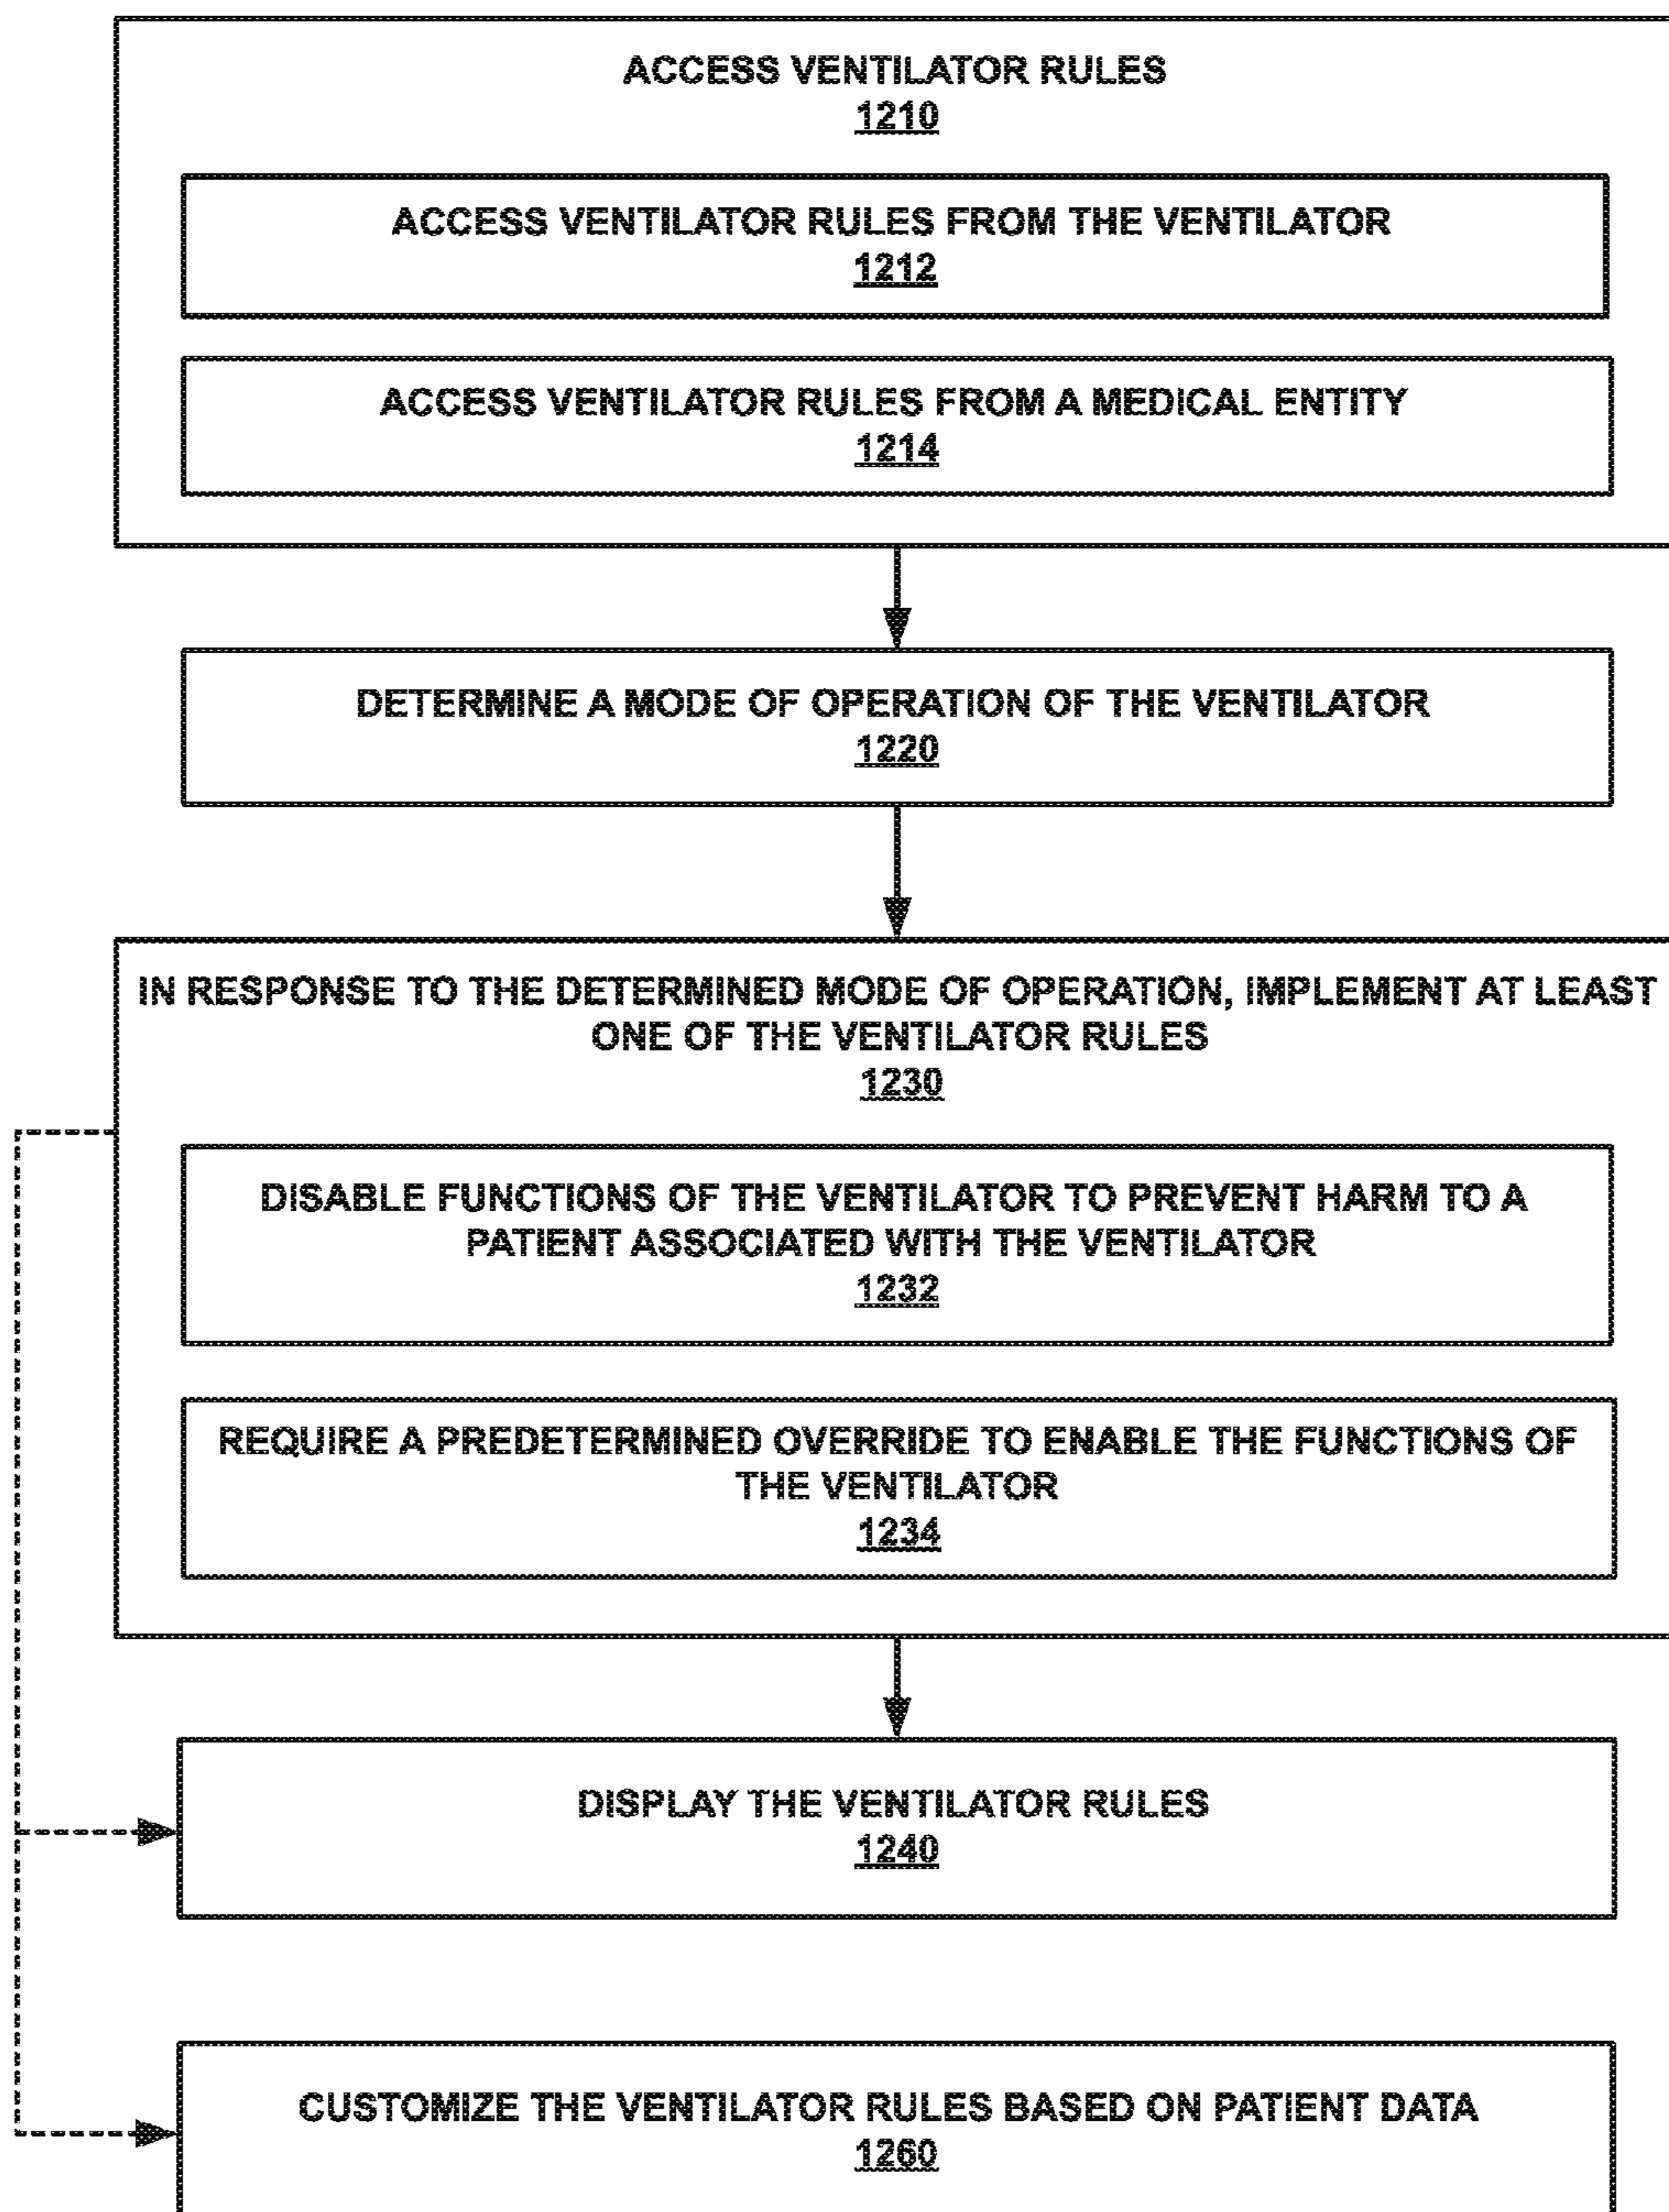 ACCESS VENTILATOR RULES
1210
ACCESS VENTILATOR RULES FROM THE VENTILATOR
1212
ACCESS VENTILATOR RULES FROM A MEDICAL ENTITY
1214
DETERMINE A MODE OF OPERATION OF THE VENTILATOR
1220
IN RESPONSE TO THE DETERMINED MODE OF OPERATION, IMPLEMENT AT LEAST
ONE OF THE VENTILATOR RULES
1230
DISABLE FUNCTIONS OF THE VENTILATOR TO PREVENT HARM TO A
PATIENT ASSOCIATED WITH THE VENTILATOR
1232
REQUIRE A PREDETERMINED OVERRIDE TO ENABLE THE FUNCTIONS OF
THE VENTILATOR
1234
DISPLAY THE VENTILATOR RULES
1240
CUSTOMIZE THE VENTILATOR RULES BASED ON PATIENT DATA
1260